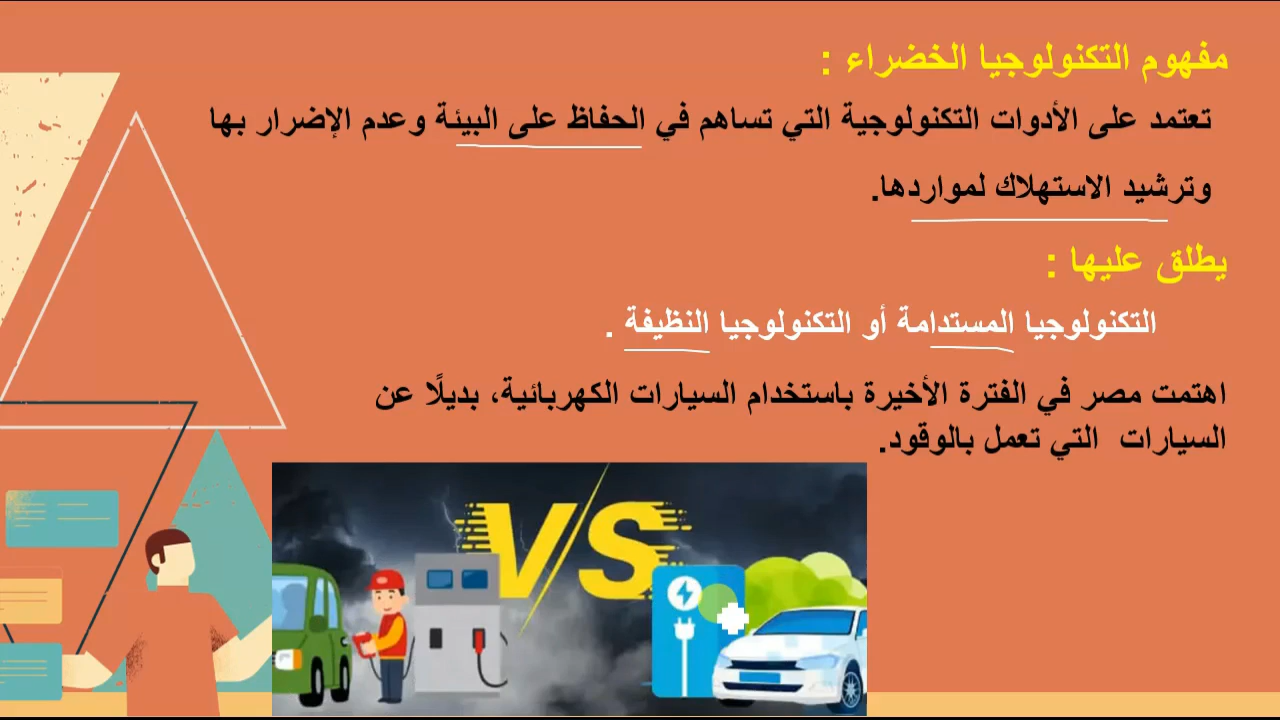 مفهوم التكنولوجيا الخضراء :
تعتمد على الأدوات التكنولوجية التي تساهم في الحفاظ على البيئة وعدم الإضرار بها
وترشيد الاستهلاك لمواردها.
يطلق عليها :
التكنولوجيا المستدامة أو التكنولوجيا النظيفة .
اهتمت مصر في الفترة الأخيرة باستخدام السيارات الكهربائية، بديلًا عن
السيارات التي تعمل بالوقود.
VS